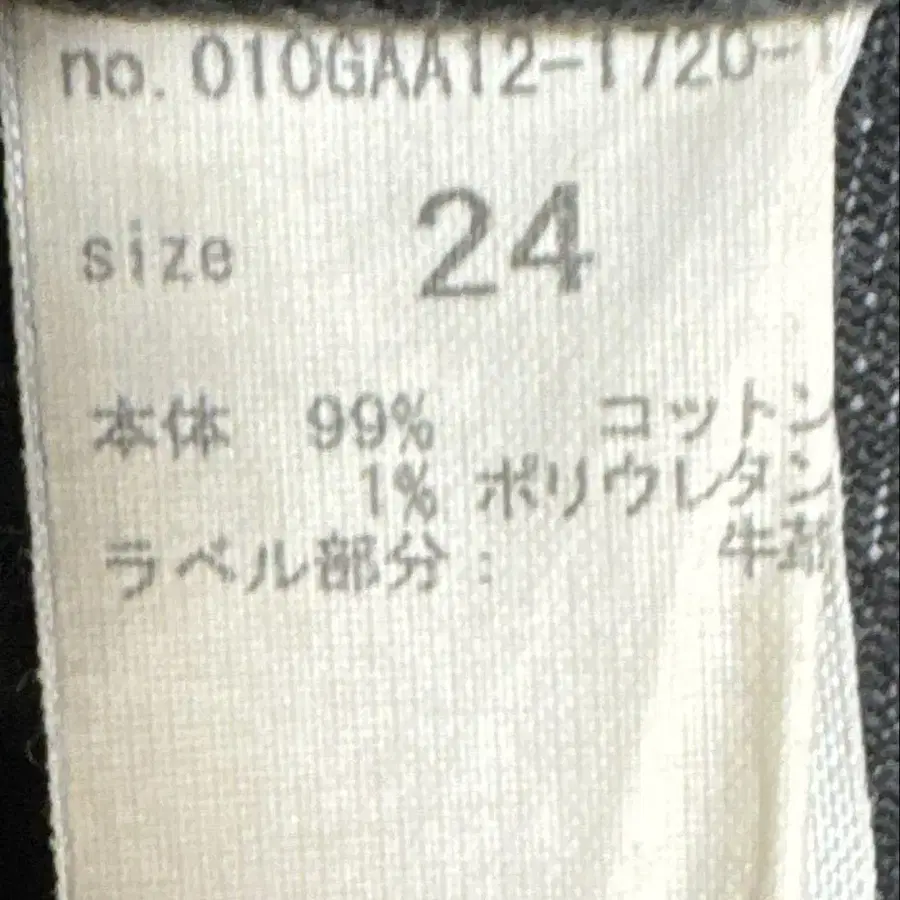 no. 010GAA12-1720-1
size 24
本体 99% コットン
1% ポリウレタン
ラベル部分: 牛革